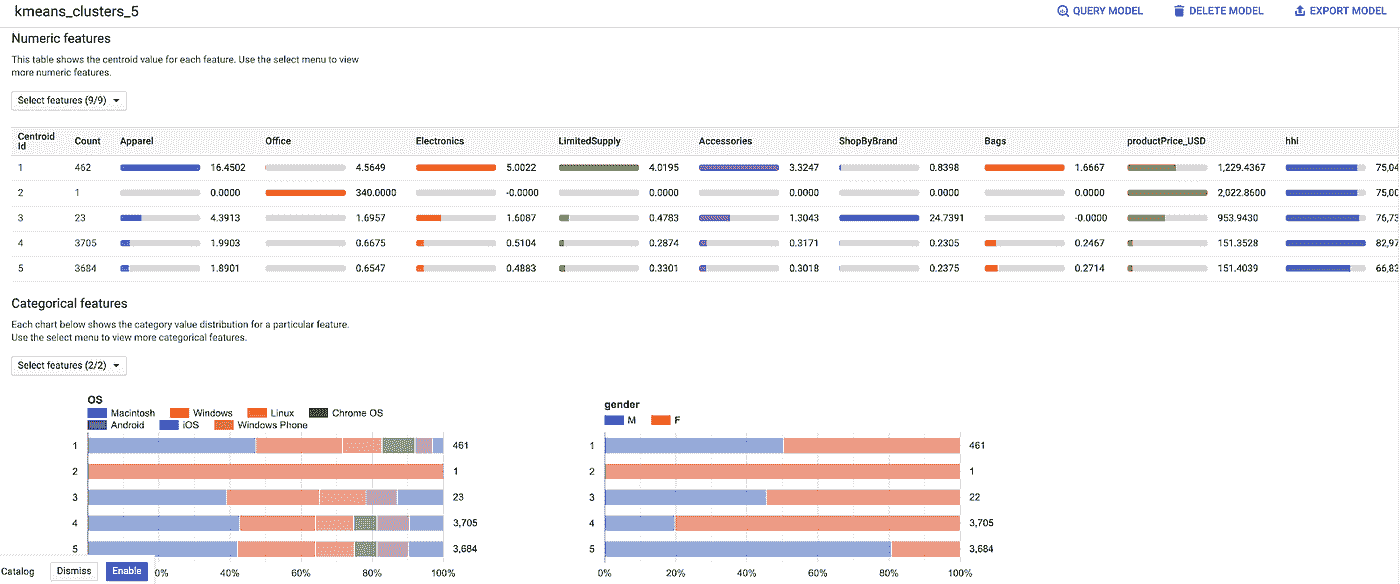 kmeans_clusters_5 QUERY MODEL DELETE MODEL EXPORT MODEL
Numeric features
This table shows the centroid value for each feature. Use the select menu to view
more numeric features.
Select features (9/9)
Centroid Id Count Apparel Office Electronics LimitedSupply Accessories ShopByBrand Bags productPrice_USD hhi
1 462 16.4502 4.5649 5.0022 4.0195 3.3247 0.8398 1.6667 1,229.4367 75,04
2 1 0.0000 340.0000 -0.0000 0.0000 0.0000 0.0000 0.0000 2,022.8600 75,00
3 23 4.3913 1.6957 1.6087 0.4783 1.3043 24.7391 -0.0000 953.9430 76,73
4 3705 1.9903 0.6675 0.5104 0.2874 0.3171 0.2305 0.2467 151.3528 82,97
5 3684 1.8901 0.6547 0.4883 0.3301 0.3018 0.2375 0.2714 151.4039 66,83
Categorical features
Each chart below shows the category value distribution for a particular feature.
Use the select menu to view more categorical features.
Select features (2/2)
OS
Macintosh Windows Linux Chrome OS
Android iOS Windows Phone
1 461
2 1
3 23
4 3,705
5 3,684
0% 20% 40% 60% 80% 100%
gender
M F
1 461
2 1
3 22
4 3,705
5 3,684
0% 20% 40% 60% 80% 100%
Catalog Dismiss Enable